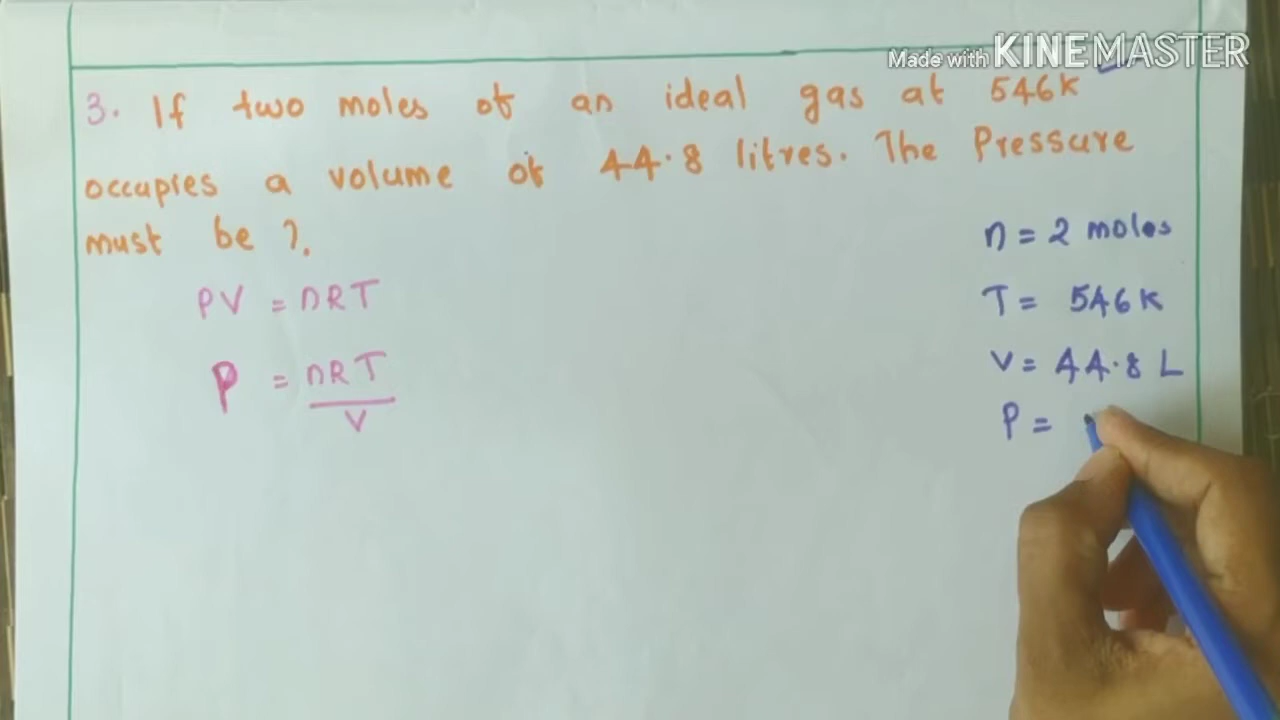 Made with KINEMASTER
3. If two moles of an ideal gas at 546K
occupies a volume of 44.8 litres. The Pressure
must be ?.
n = 2 moles
PV = nRT
T = 546K
P = nRT
V
V = 44.8 L
P =